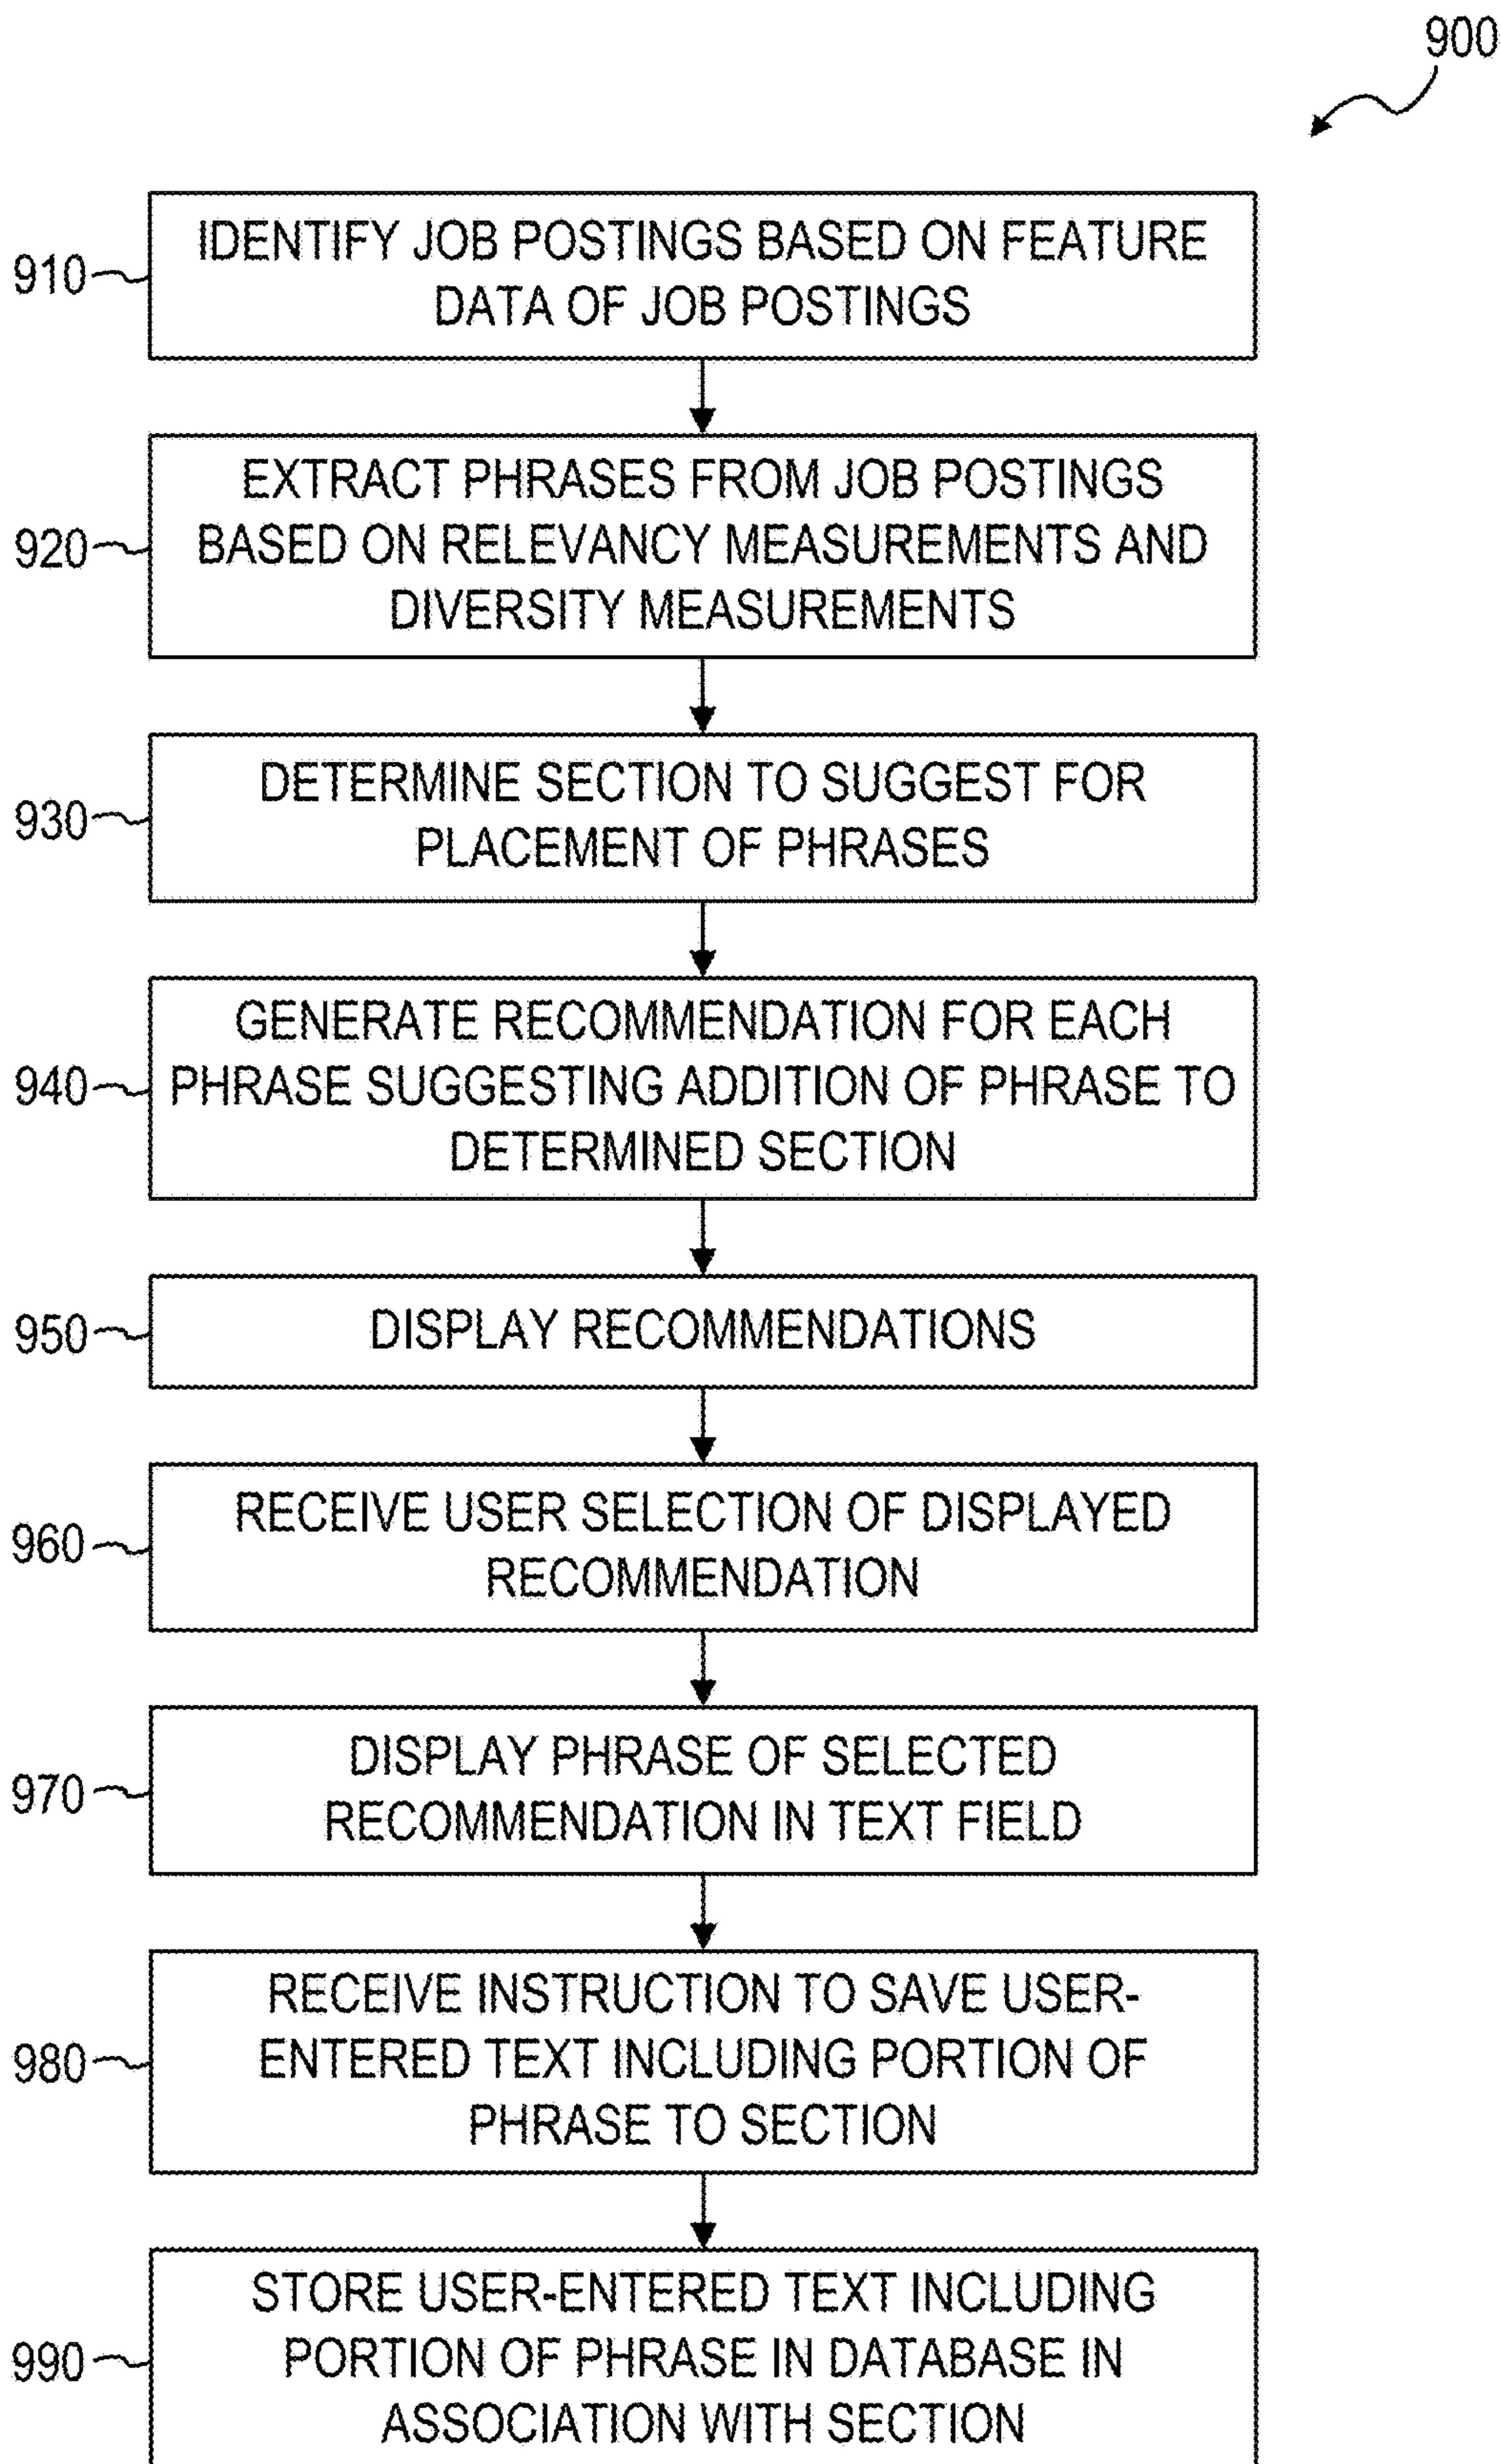 900
910
IDENTIFY JOB POSTINGS BASED ON FEATURE
DATA OF JOB POSTINGS
920
EXTRACT PHRASES FROM JOB POSTINGS
BASED ON RELEVANCY MEASUREMENTS AND
DIVERSITY MEASUREMENTS
930
DETERMINE SECTION TO SUGGEST FOR
PLACEMENT OF PHRASES
940
GENERATE RECOMMENDATION FOR EACH
PHRASE SUGGESTING ADDITION OF PHRASE TO
DETERMINED SECTION
950
DISPLAY RECOMMENDATIONS
960
RECEIVE USER SELECTION OF DISPLAYED
RECOMMENDATION
970
DISPLAY PHRASE OF SELECTED
RECOMMENDATION IN TEXT FIELD
980
RECEIVE INSTRUCTION TO SAVE USER-
ENTERED TEXT INCLUDING PORTION OF
PHRASE TO SECTION
990
STORE USER-ENTERED TEXT INCLUDING
PORTION OF PHRASE IN DATABASE IN
ASSOCIATION WITH SECTION